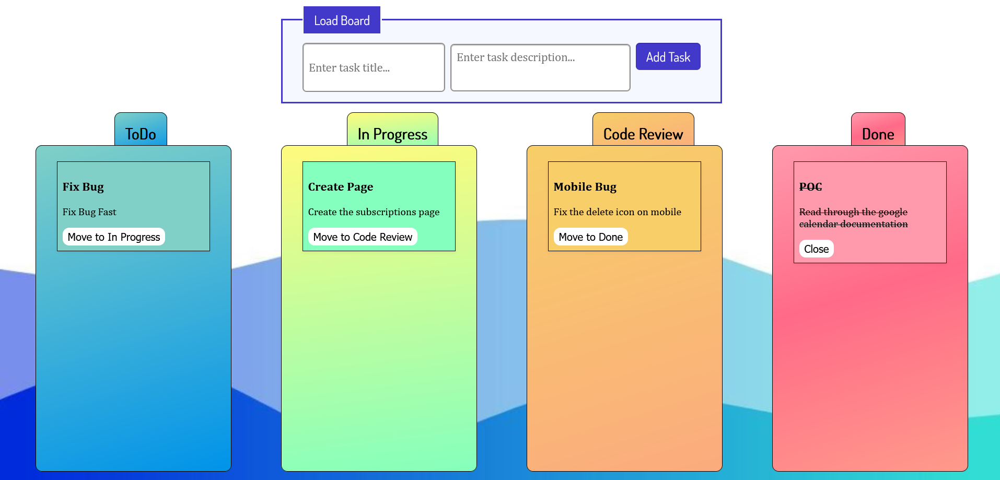 Load Board
Enter task title...
Enter task description...
Add Task
ToDo
Fix Bug
Fix Bug Fast
Move to In Progress
In Progress
Create Page
Create the subscriptions page
Move to Code Review
Code Review
Mobile Bug
Fix the delete icon on mobile
Move to Done
Done
POC
Read through the google
calendar documentation
Close